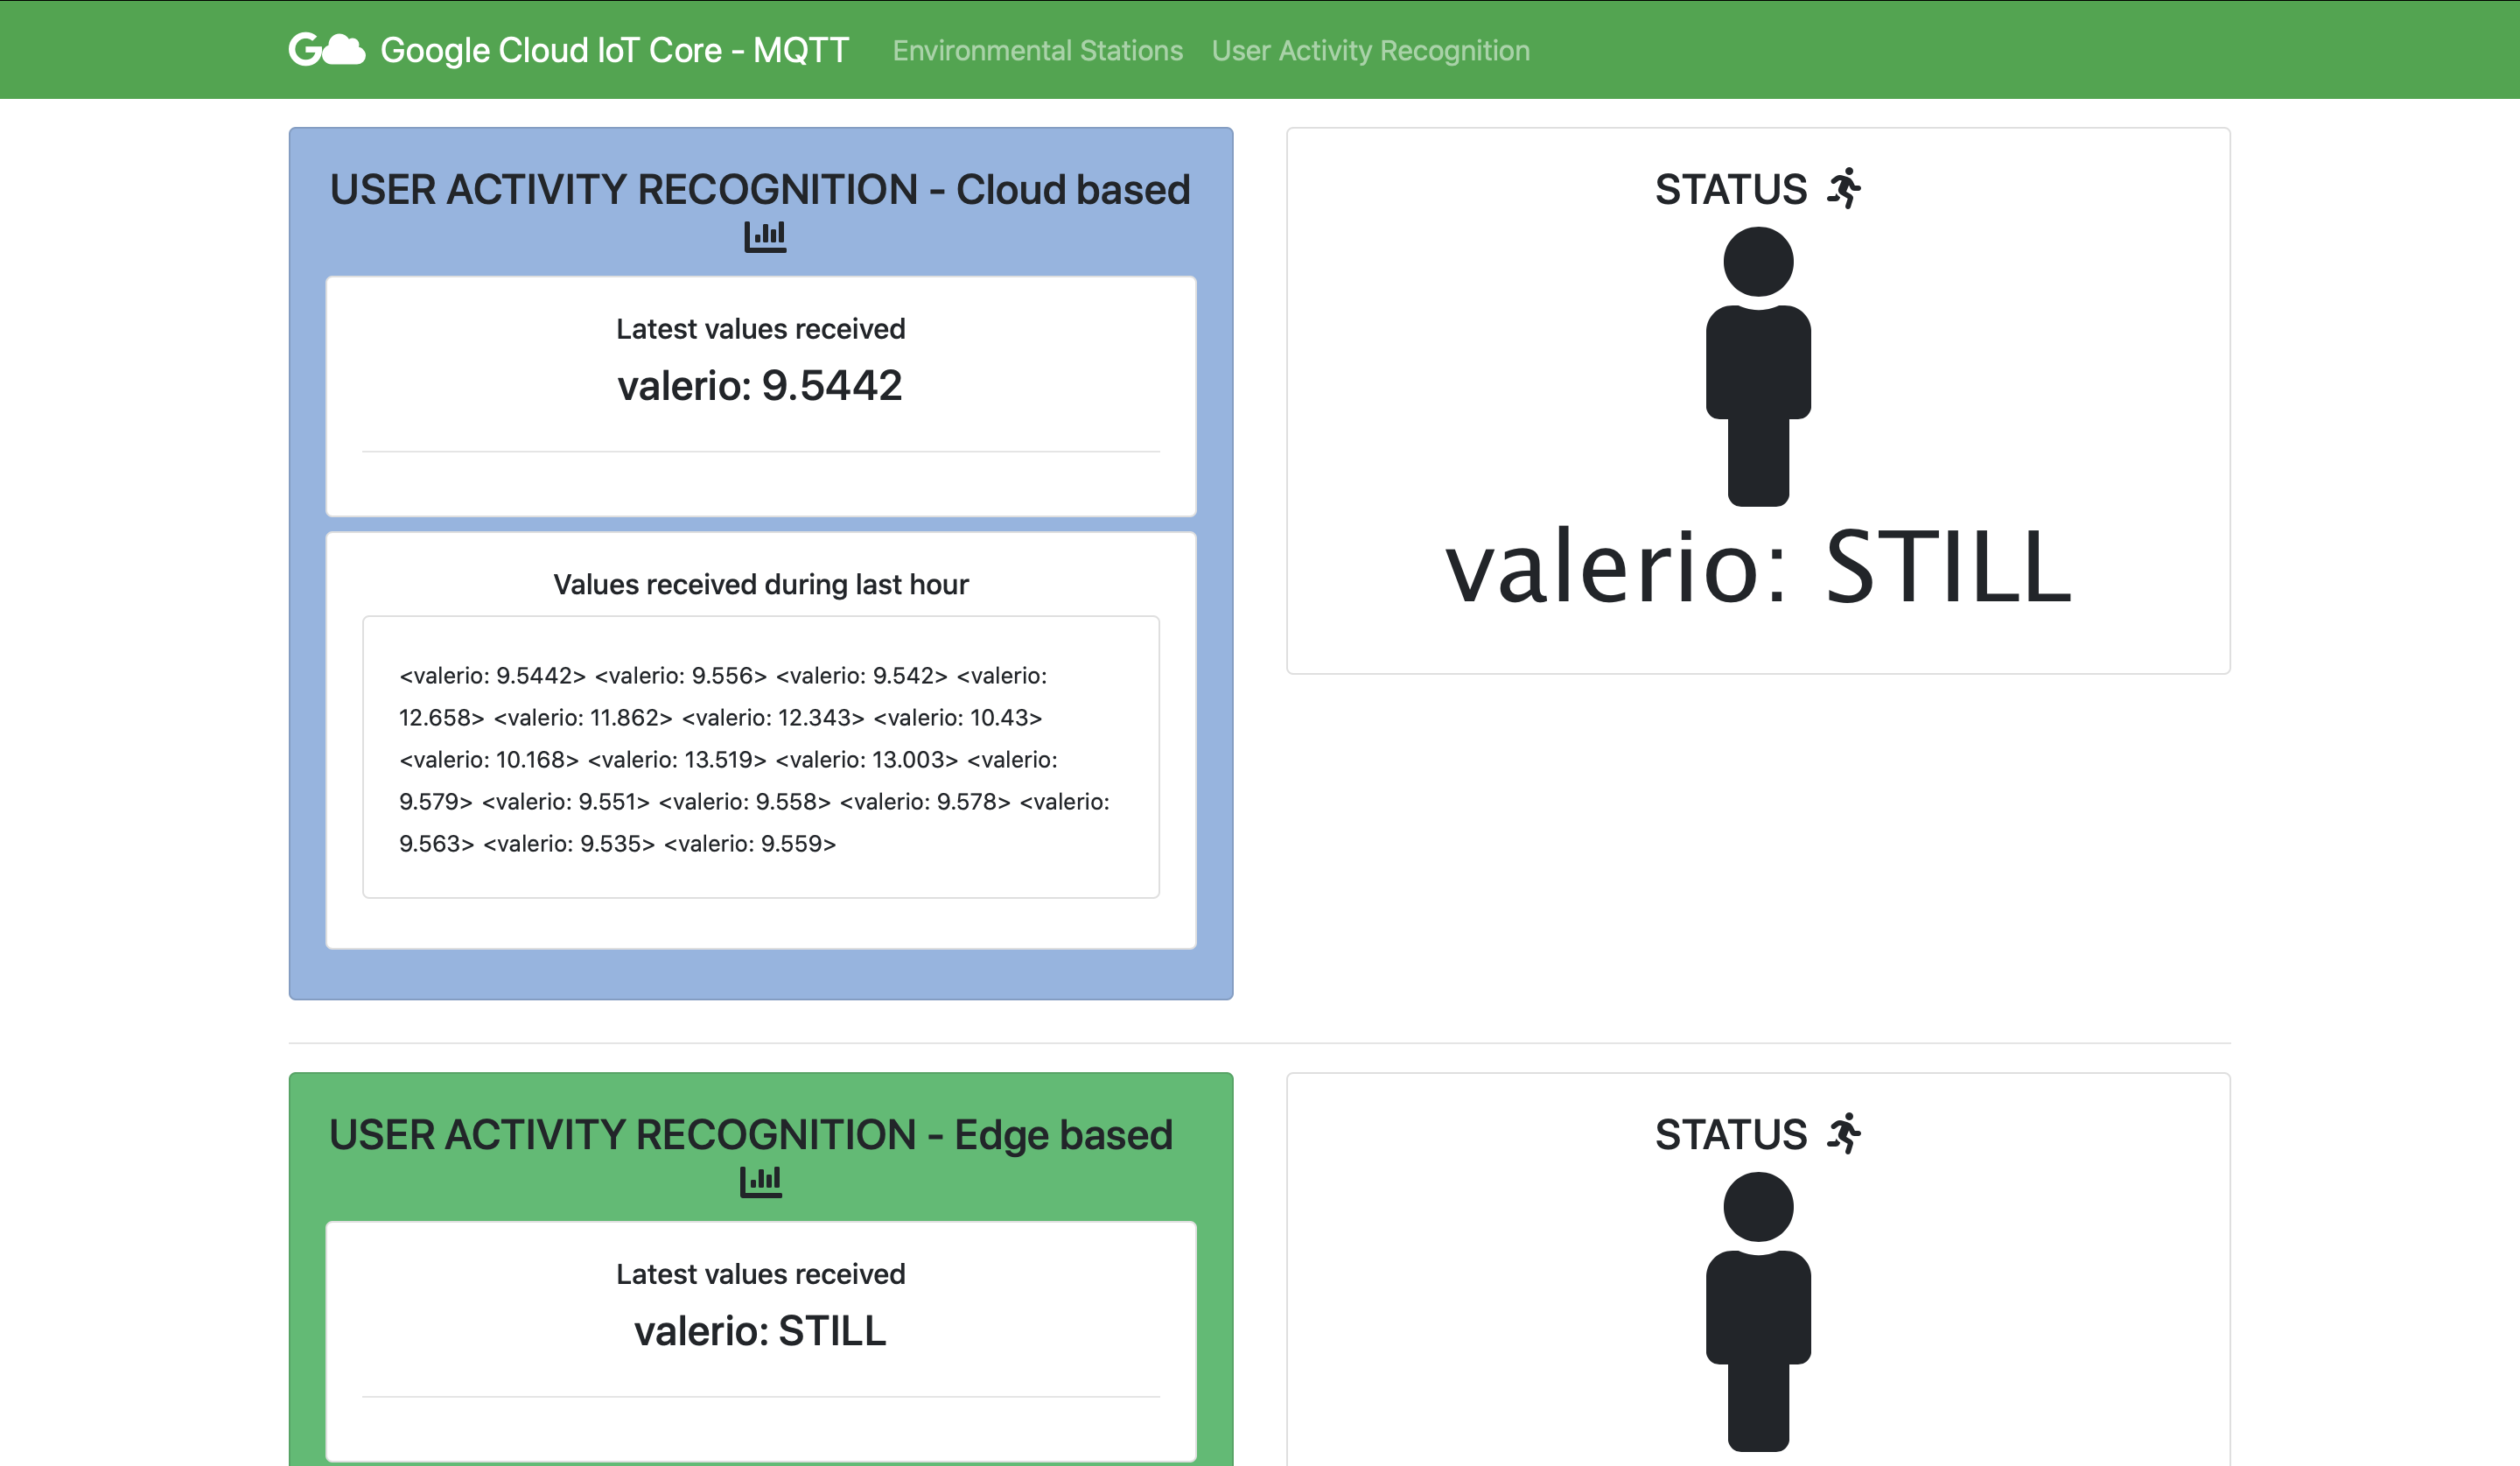 G Google Cloud IoT Core - MQTT Environmental Stations User Activity Recognition
USER ACTIVITY RECOGNITION - Cloud based
Latest values received
valerio: 9.5442
Values received during last hour
<valerio: 9.5442> <valerio: 9.556> <valerio: 9.542> <valerio:
12.658> <valerio: 11.862> <valerio: 12.343> <valerio: 10.43>
<valerio: 10.168> <valerio: 13.519> <valerio: 13.003> <valerio:
9.579> <valerio: 9.551> <valerio: 9.558> <valerio: 9.578> <valerio:
9.563> <valerio: 9.535> <valerio: 9.559>
STATUS
valerio: STILL
USER ACTIVITY RECOGNITION - Edge based
Latest values received
valerio: STILL
STATUS